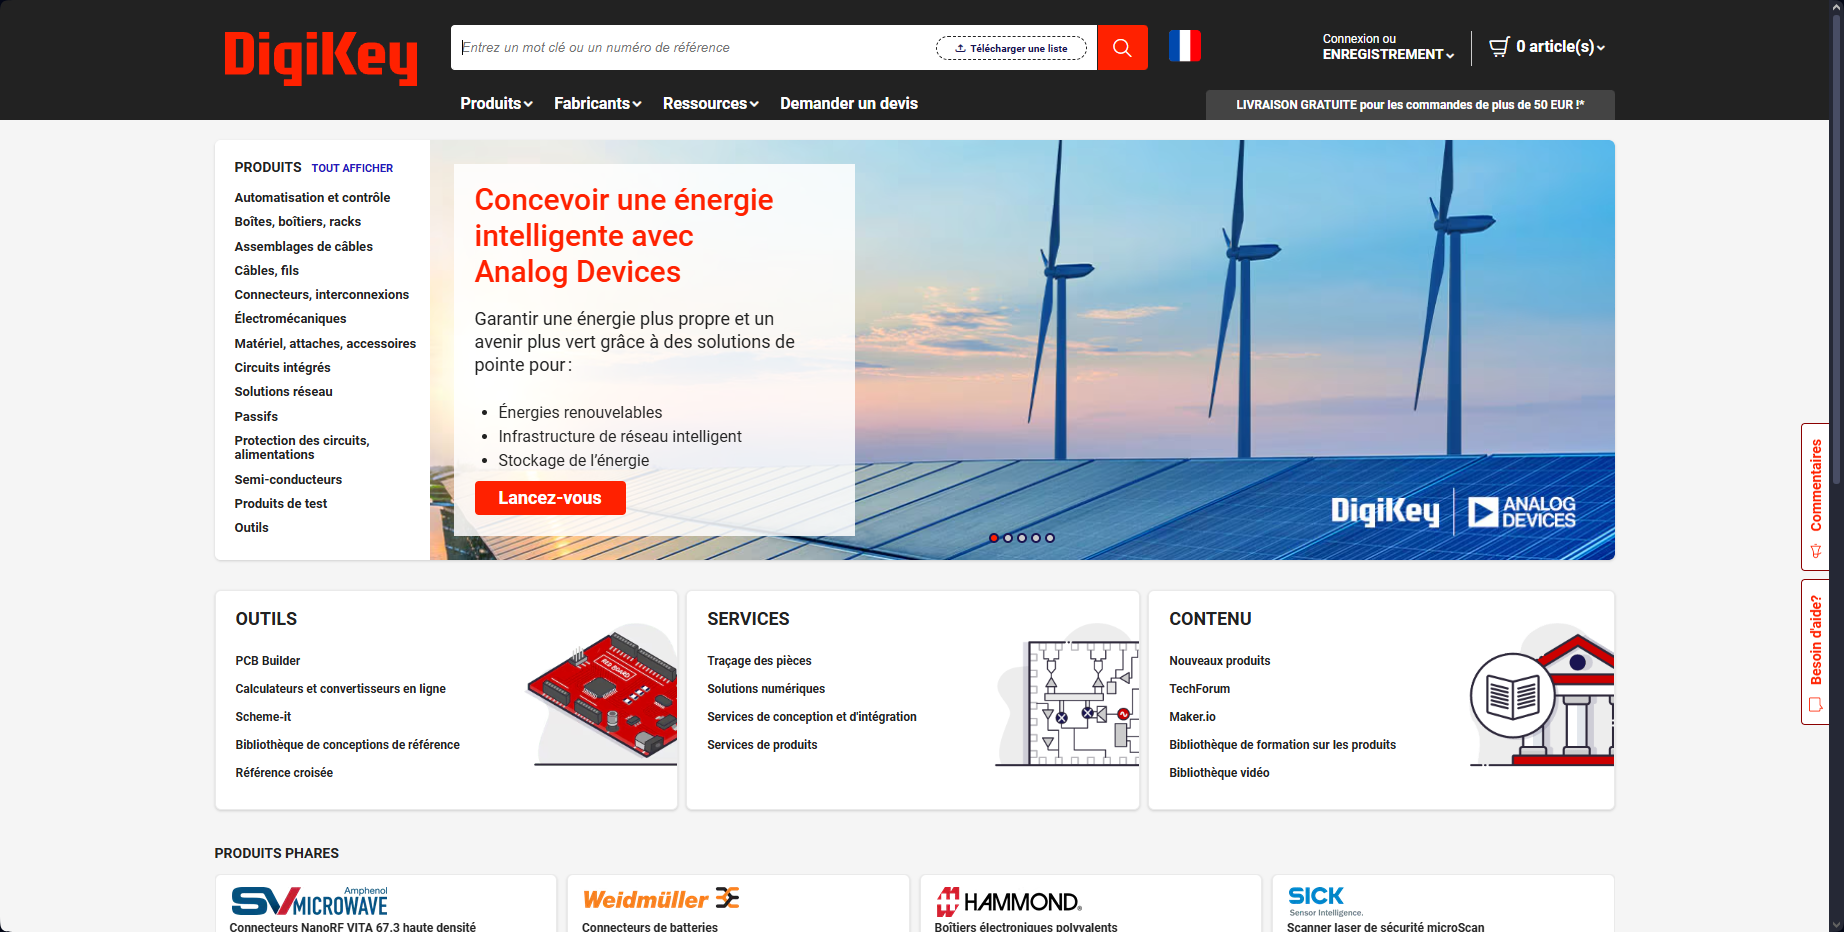 DigiKey
Entrez un mot clé ou un numéro de référence
Télécharger une liste
Connexion ou
ENREGISTREMENT
0 article(s)
Produits
Fabricants
Ressources
Demander un devis
LIVRAISON GRATUITE pour les commandes de plus de 50 EUR !*
PRODUITS TOUT AFFICHER
Automatisation et contrôle
Boîtes, boîtiers, racks
Assemblages de câbles
Câbles, fils
Connecteurs, interconnexions
Électromécaniques
Matériel, attaches, accessoires
Circuits intégrés
Solutions réseau
Passifs
Protection des circuits,
alimentations
Semi-conducteurs
Produits de test
Outils
Concevoir une énergie
intelligente avec
Analog Devices
Garantir une énergie plus propre et un
avenir plus vert grâce à des solutions de
pointe pour :
• Énergies renouvelables
• Infrastructure de réseau intelligent
• Stockage de l’énergie
Lancez-vous
DigiKey
ANALOG
DEVICES
Commentaires
Besoin d'aide?
OUTILS
PCB Builder
Calculateurs et convertisseurs en ligne
Scheme-it
Bibliothèque de conceptions de référence
Référence croisée
RED BOARD
SERVICES
Traçage des pièces
Solutions numériques
Services de conception et d'intégration
Services de produits
CONTENU
Nouveaux produits
TechForum
Maker.io
Bibliothèque de formation sur les produits
Bibliothèque vidéo
PRODUITS PHARES
Amphenol
SV MICROWAVE
Connecteurs NanoRF VITA 67.3 haute densité
Weidmüller
Connecteurs de batteries
HAMMOND
Boîtiers électroniques polyvalents
SICK
Sensor Intelligence.
Scanner laser de sécurité microScan